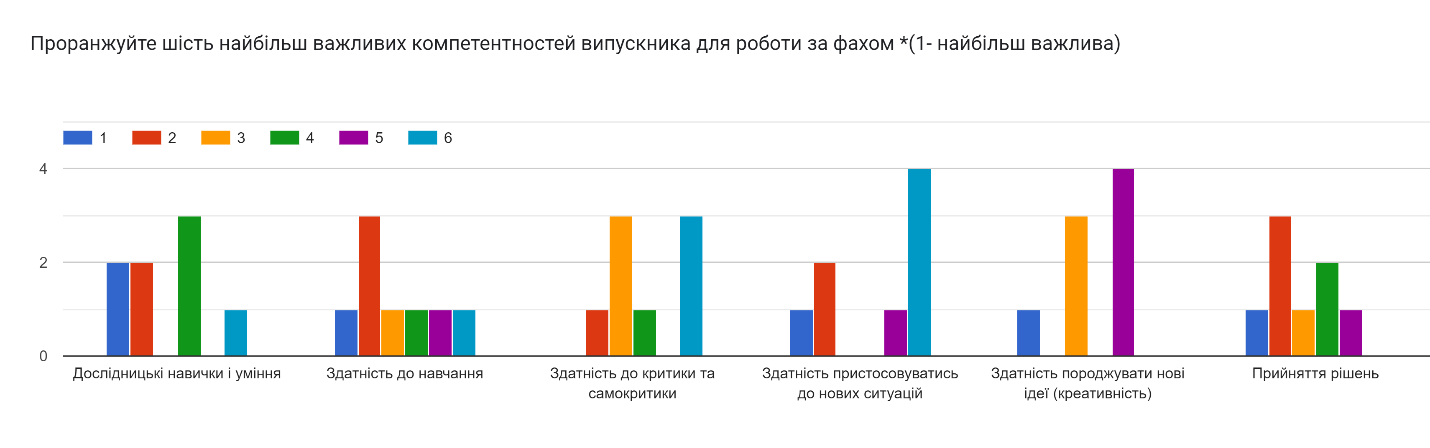 Проранжуйте шість найбільш важливих компетентностей випускника для роботи за фахом *(1- найбільш важлива)
1 2 3 4 5 6
4
2
0
Дослідницькі навички і уміння
Здатність до навчання
Здатність до критики та
самокритики
Здатність пристосовуватись
до нових ситуацій
Здатність породжувати нові
ідеї (креативність)
Прийняття рішень